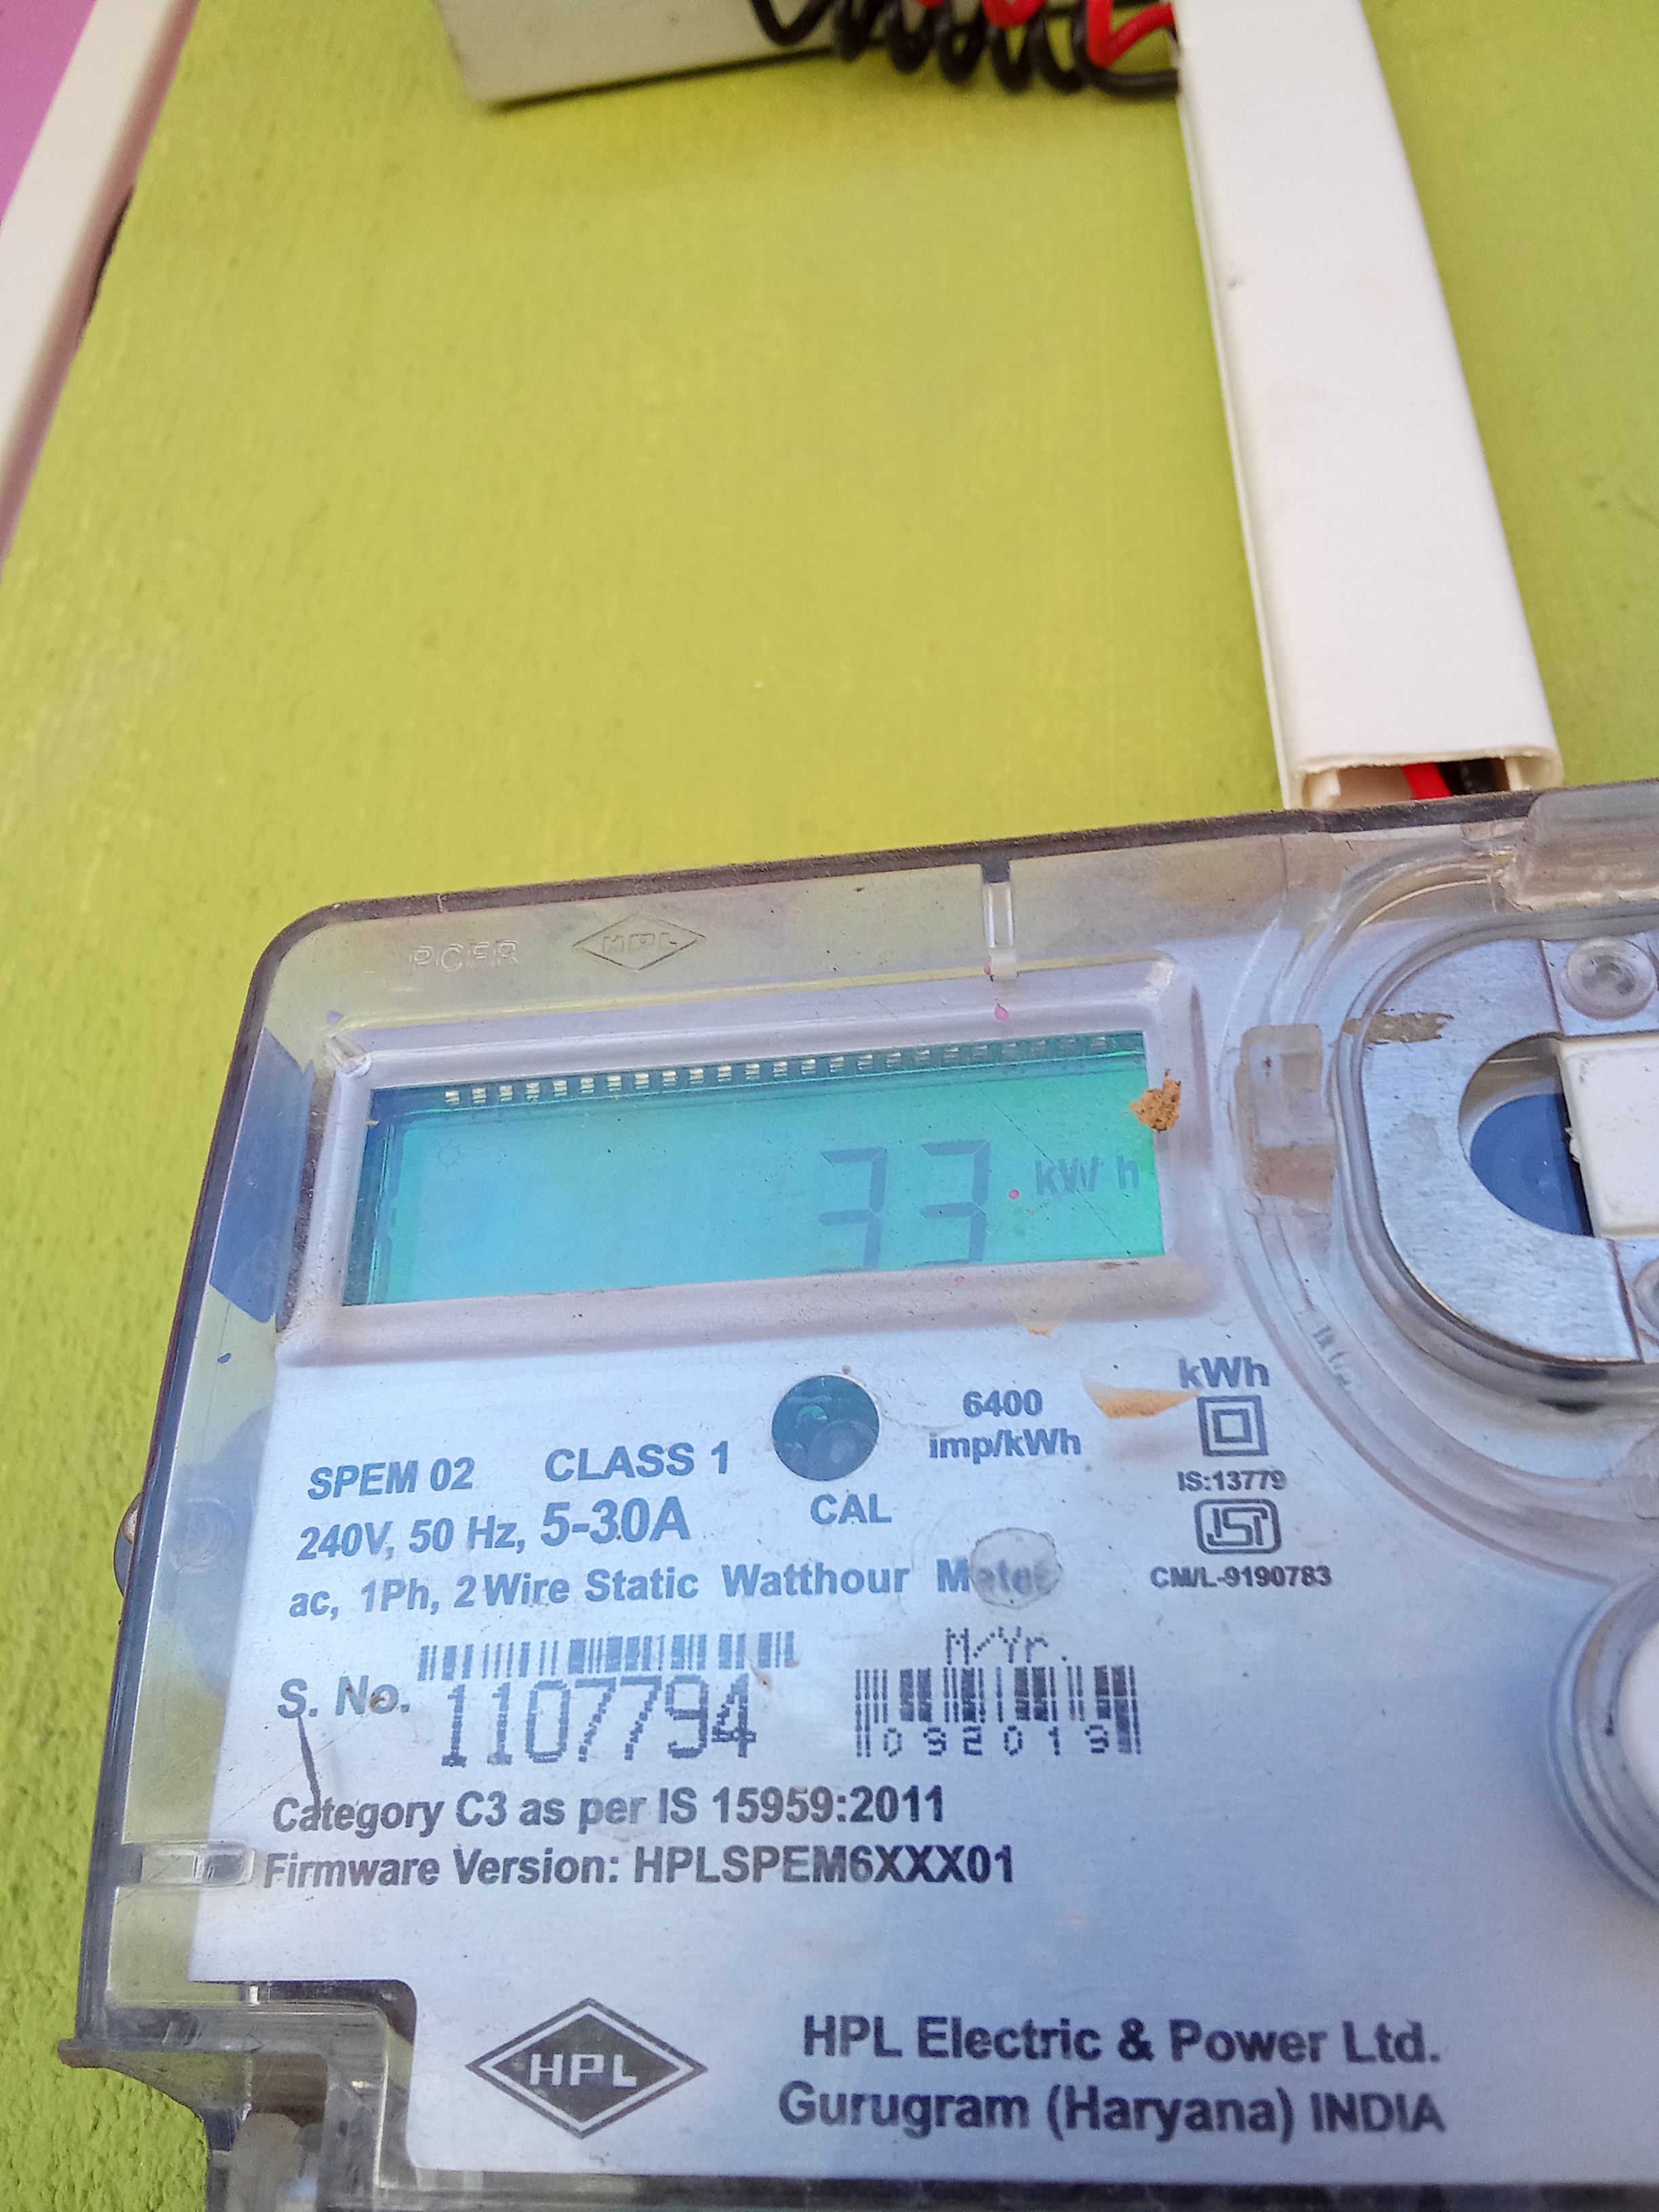 PCFR HPL
33 kWh
6400
imp/kWh
kWh
SPEM 02 CLASS 1
CAL
IS:13779
240V, 50 Hz, 5-30A
ISI
CM/L-9190783
ac, 1Ph, 2 Wire Static Watthour Meter
M/Yr.
S. No. 1107794
092019
Category C3 as per IS 15959:2011
Firmware Version: HPLSPEM6XXX01
HPL
HPL Electric & Power Ltd.
Gurugram (Haryana) INDIA